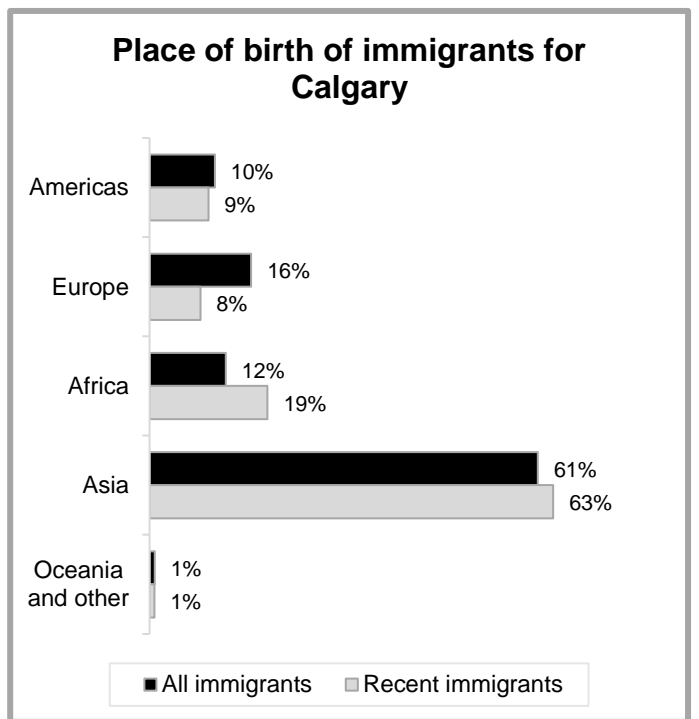 Place of birth of immigrants for
Calgary
Americas
10%
9%
Europe
16%
8%
Africa
12%
19%
Asia
61%
63%
Oceania
and other
1%
1%
All immigrants
Recent immigrants